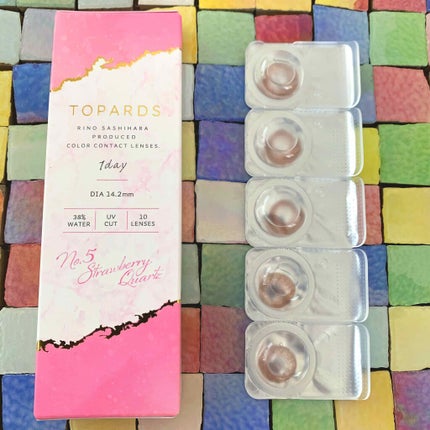 TOPARDS
RINO SASHIHARA
PRODUCED
COLOR CONTACT LENSES.
1day
DIA 14.2mm
38% WATER
UV CUT
10 LENSES
No.5
Strawberry
Quartz